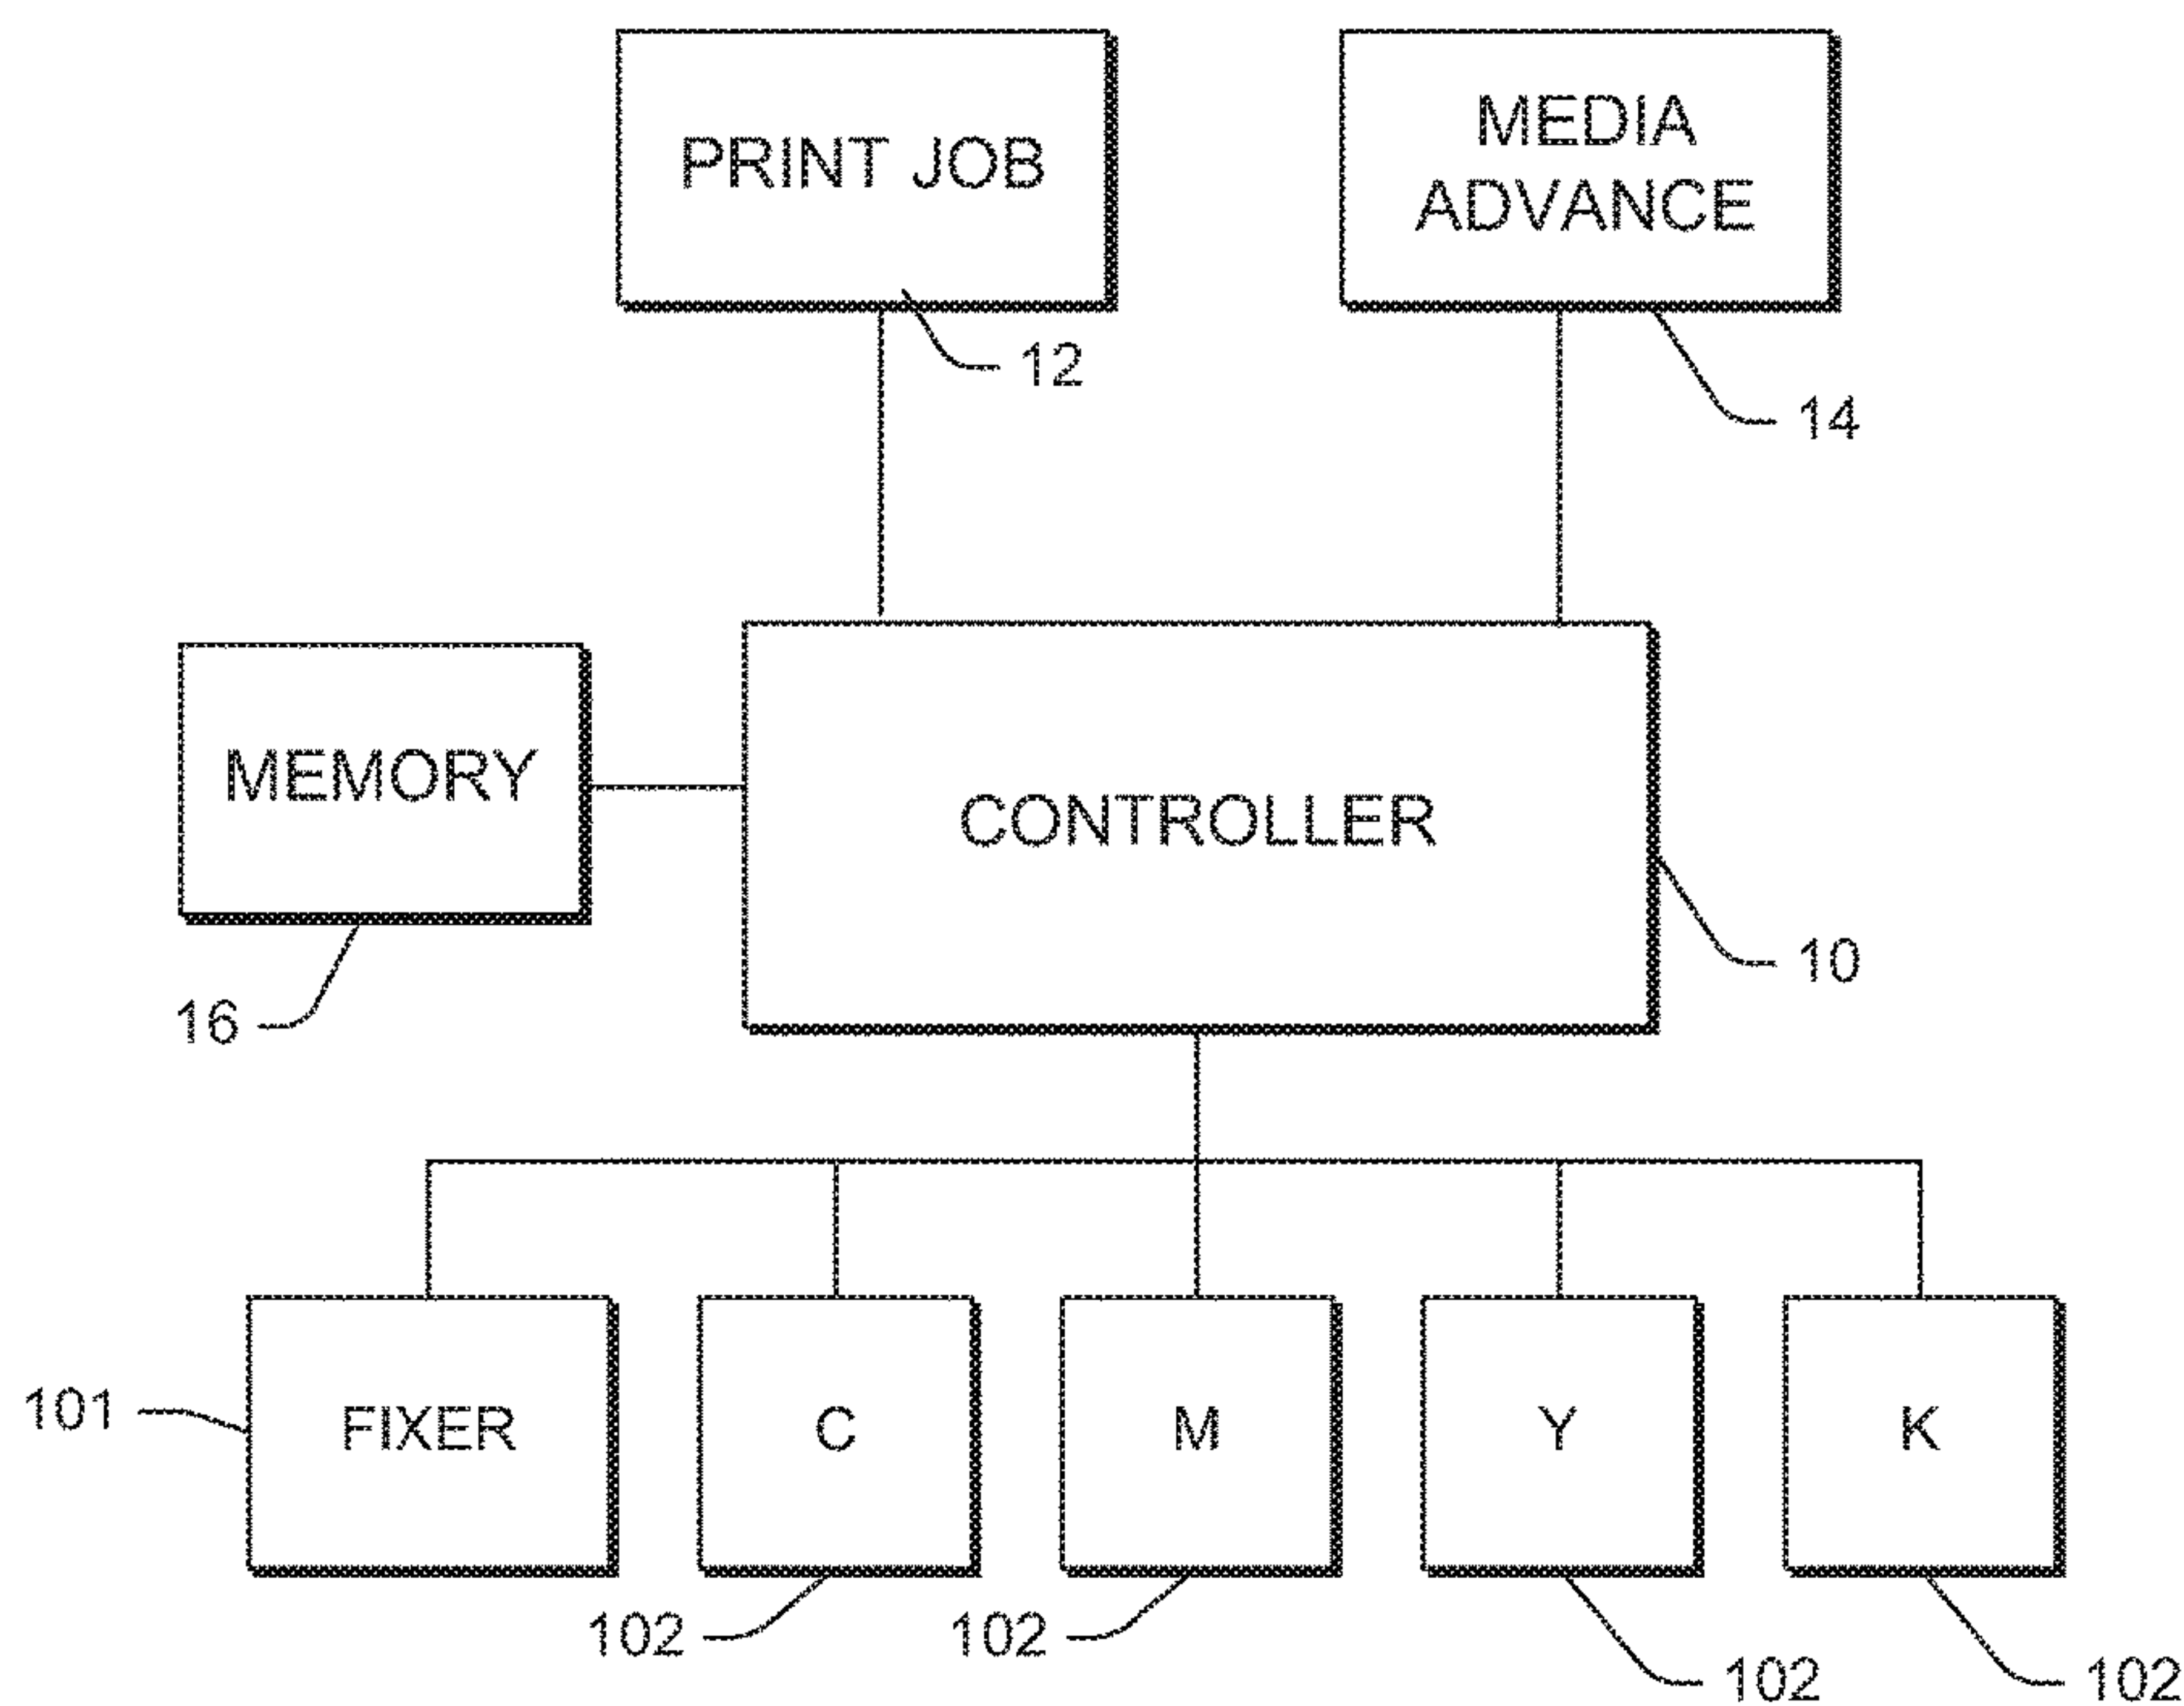 PRINT JOB
MEDIA
ADVANCE
12
14
MEMORY
CONTROLLER
10
16
101
FIXER
C
M
Y
K
102
102
102
102